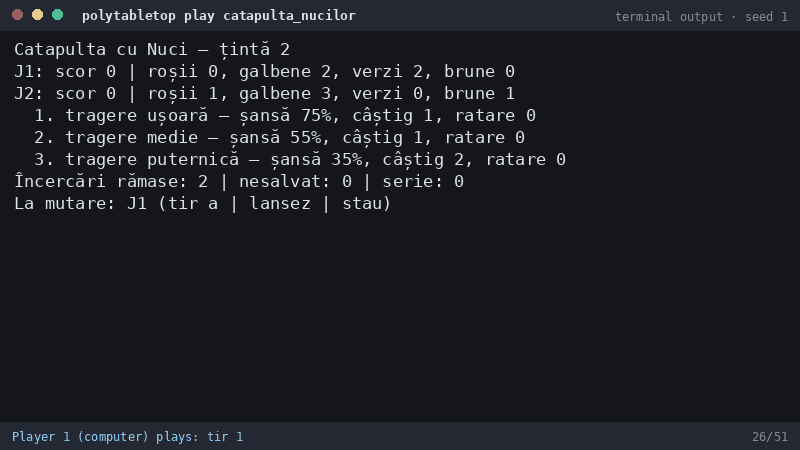 polytabletop play catapulta_nucilor
terminal output · seed 1
Catapulta cu Nuci — țintă 2
J1: scor 0 | roșii 0, galbene 2, verzi 2, brune 0
J2: scor 0 | roșii 1, galbene 3, verzi 0, brune 1
1. tragere ușoară — șansă 75%, câștig 1, ratare 0
2. tragere medie — șansă 55%, câștig 1, ratare 0
3. tragere puternică — șansă 35%, câștig 2, ratare 0
Încercări rămase: 2 | nesalvat: 0 | serie: 0
La mutare: J1 (tir a | lansez | stau)
Player 1 (computer) plays: tir 1
26/51